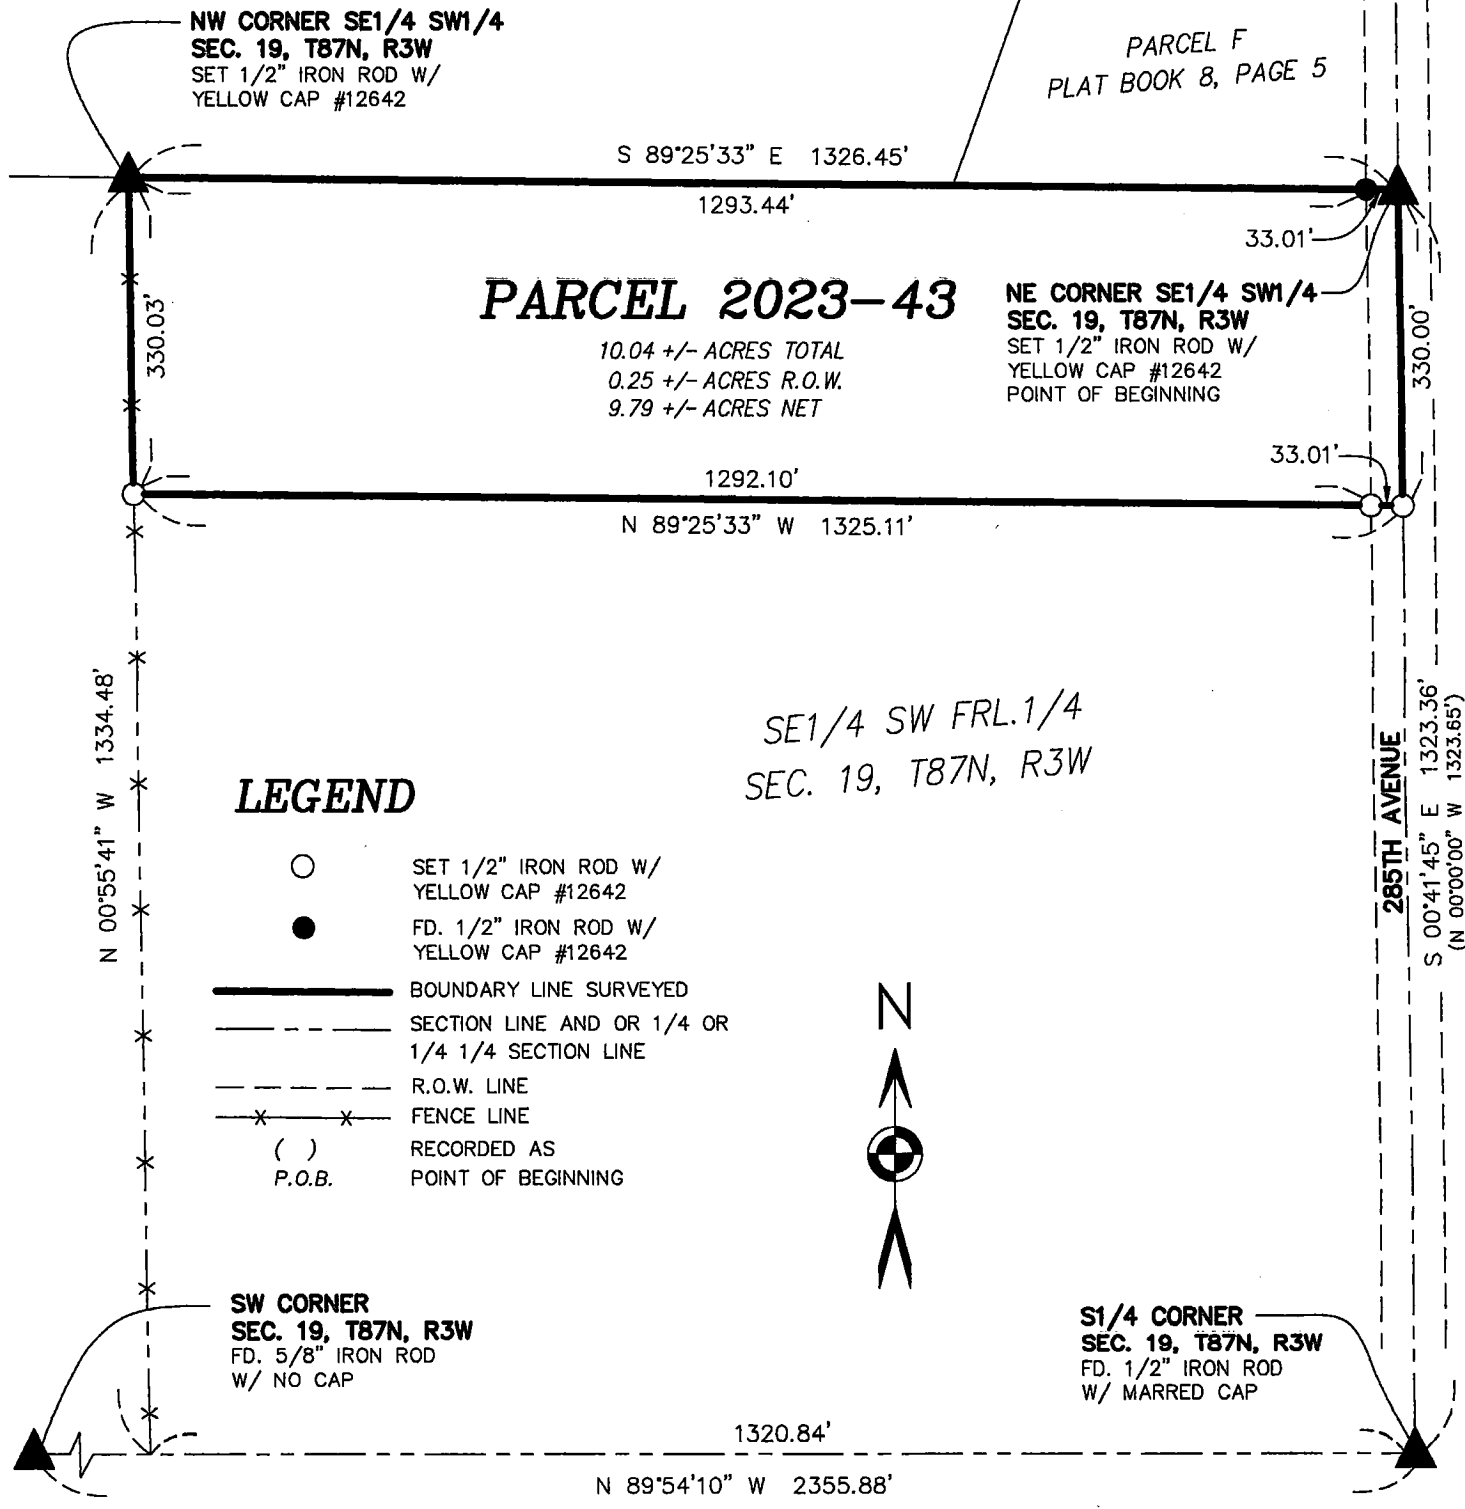 NW CORNER SE1/4 SW1/4
SEC. 19, T87N, R3W
SET 1/2" IRON ROD W/
YELLOW CAP #12642
PARCEL F
PLAT BOOK 8, PAGE 5
S 89°25'33" E 1326.45'
1293.44'
33.01'
PARCEL 2023-43
10.04 +/- ACRES TOTAL
0.25 +/- ACRES R.O.W.
9.79 +/- ACRES NET
NE CORNER SE1/4 SW1/4
SEC. 19, T87N, R3W
SET 1/2" IRON ROD W/
YELLOW CAP #12642
POINT OF BEGINNING
330.03'
330.00'
33.01'
1292.10'
N 89°25'33" W 1325.11'
N 00°55'41" W 1334.48'
SE1/4 SW FRL.1/4
SEC. 19, T87N, R3W
285TH AVENUE
S 00°41'45" E 1323.36'
(N 00°00'00" W 1323.65')
LEGEND
SET 1/2" IRON ROD W/
YELLOW CAP #12642
FD. 1/2" IRON ROD W/
YELLOW CAP #12642
BOUNDARY LINE SURVEYED
SECTION LINE AND OR 1/4 OR
1/4 1/4 SECTION LINE
R.O.W. LINE
FENCE LINE
( ) RECORDED AS
P.O.B. POINT OF BEGINNING
N
SW CORNER
SEC. 19, T87N, R3W
FD. 5/8" IRON ROD
W/ NO CAP
S1/4 CORNER
SEC. 19, T87N, R3W
FD. 1/2" IRON ROD
W/ MARRED CAP
1320.84'
N 89°54'10" W 2355.88'